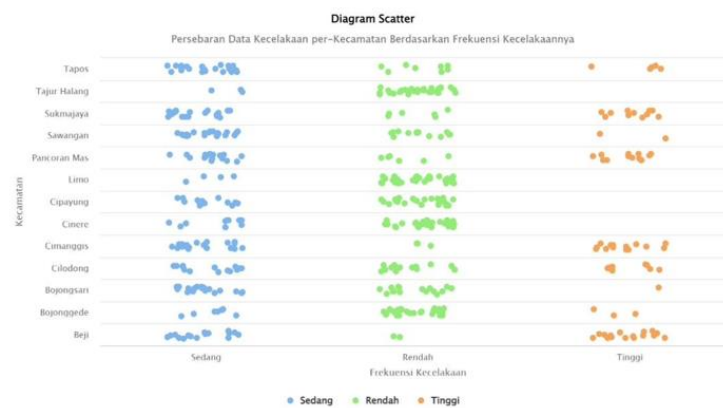 Diagram Scatter
Persebaran Data Kecelakaan per-Kecamatan Berdasarkan Frekuensi Kecelakaannya
Kecamatan
Tapos
Tajur Halang
Sukmajaya
Sawangan
Pancoran Mas
Limo
Cipayung
Cinere
Cimanggis
Cilodong
Bojongsari
Bojonggede
Beji
Sedang Rendah Tinggi
Frekuensi Kecelakaan
Sedang Rendah Tinggi